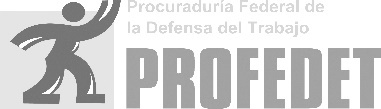 Procuraduría Federal de
la Defensa del Trabajo
PROFEDET